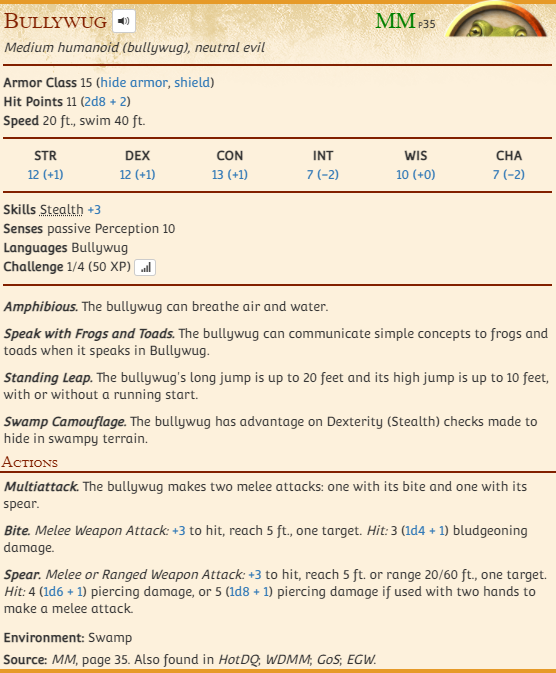 Bullywug MM p35
Medium humanoid (bullywug), neutral evil
Armor Class 15 (hide armor, shield)
Hit Points 11 (2d8 + 2)
Speed 20 ft., swim 40 ft.
STR DEX CON INT WIS CHA
12 (+1) 12 (+1) 13 (+1) 7 (−2) 10 (+0) 7 (−2)
Skills Stealth +3
Senses passive Perception 10
Languages Bullywug
Challenge 1/4 (50 XP)
Amphibious. The bullywug can breathe air and water.
Speak with Frogs and Toads. The bullywug can communicate simple concepts to frogs and
toads when it speaks in Bullywug.
Standing Leap. The bullywug's long jump is up to 20 feet and its high jump is up to 10 feet,
with or without a running start.
Swamp Camouflage. The bullywug has advantage on Dexterity (Stealth) checks made to
hide in swampy terrain.
Actions
Multiattack. The bullywug makes two melee attacks: one with its bite and one with its
spear.
Bite. Melee Weapon Attack: +3 to hit, reach 5 ft., one target. Hit: 3 (1d4 + 1) bludgeoning
damage.
Spear. Melee or Ranged Weapon Attack: +3 to hit, reach 5 ft. or range 20/60 ft., one target.
Hit: 4 (1d6 + 1) piercing damage, or 5 (1d8 + 1) piercing damage if used with two hands to
make a melee attack.
Environment: Swamp
Source: MM, page 35. Also found in HotDQ; WDMM; GoS; EGW.